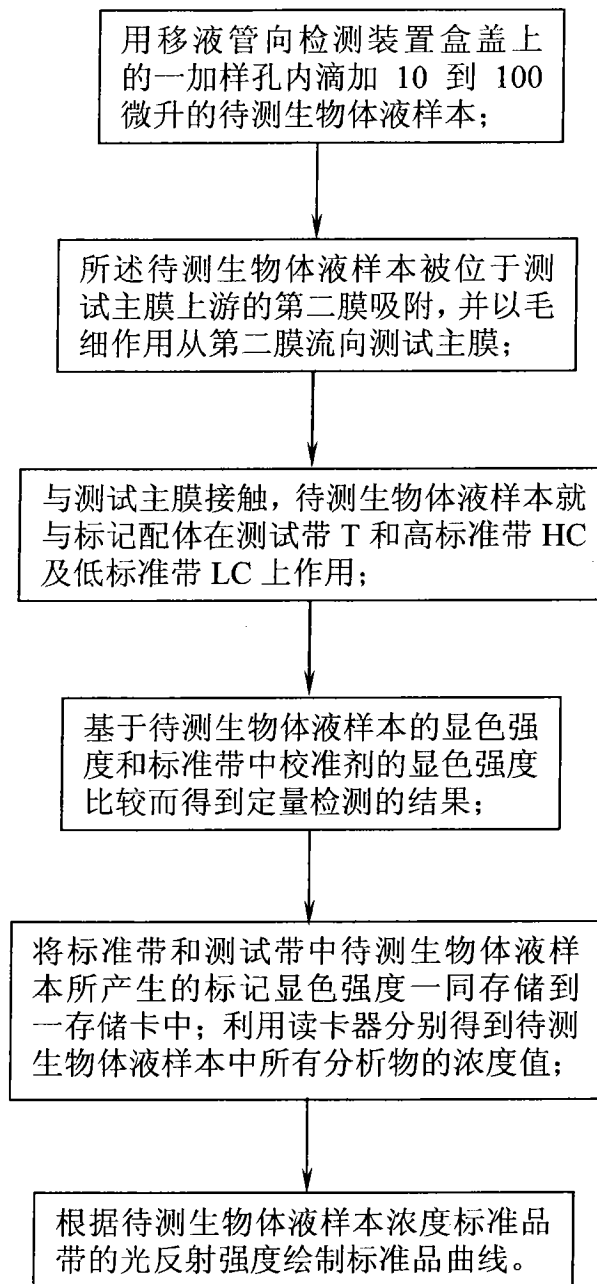 用移液管向检测装置盒盖上
的一加样孔内滴加 10 到 100
微升的待测生物体液样本；
所述待测生物体液样本被位于测
试主膜上游的第二膜吸附，并以毛
细作用从第二膜流向测试主膜；
与测试主膜接触，待测生物体液样本就
与标记配体在测试带 T 和高标准带 HC
及低标准带 LC 上作用；
基于待测生物体液样本的显色强
度和标准带中校准剂的显色强度
比较而得到定量检测的结果；
将标准带和测试带中待测生物体液样
本所产生的标记显色强度一同存储到
一存储卡中；利用读卡器分别得到待测
生物体液样本中所有分析物的浓度值；
根据待测生物体液样本浓度标准品
带的光反射强度绘制标准品曲线。